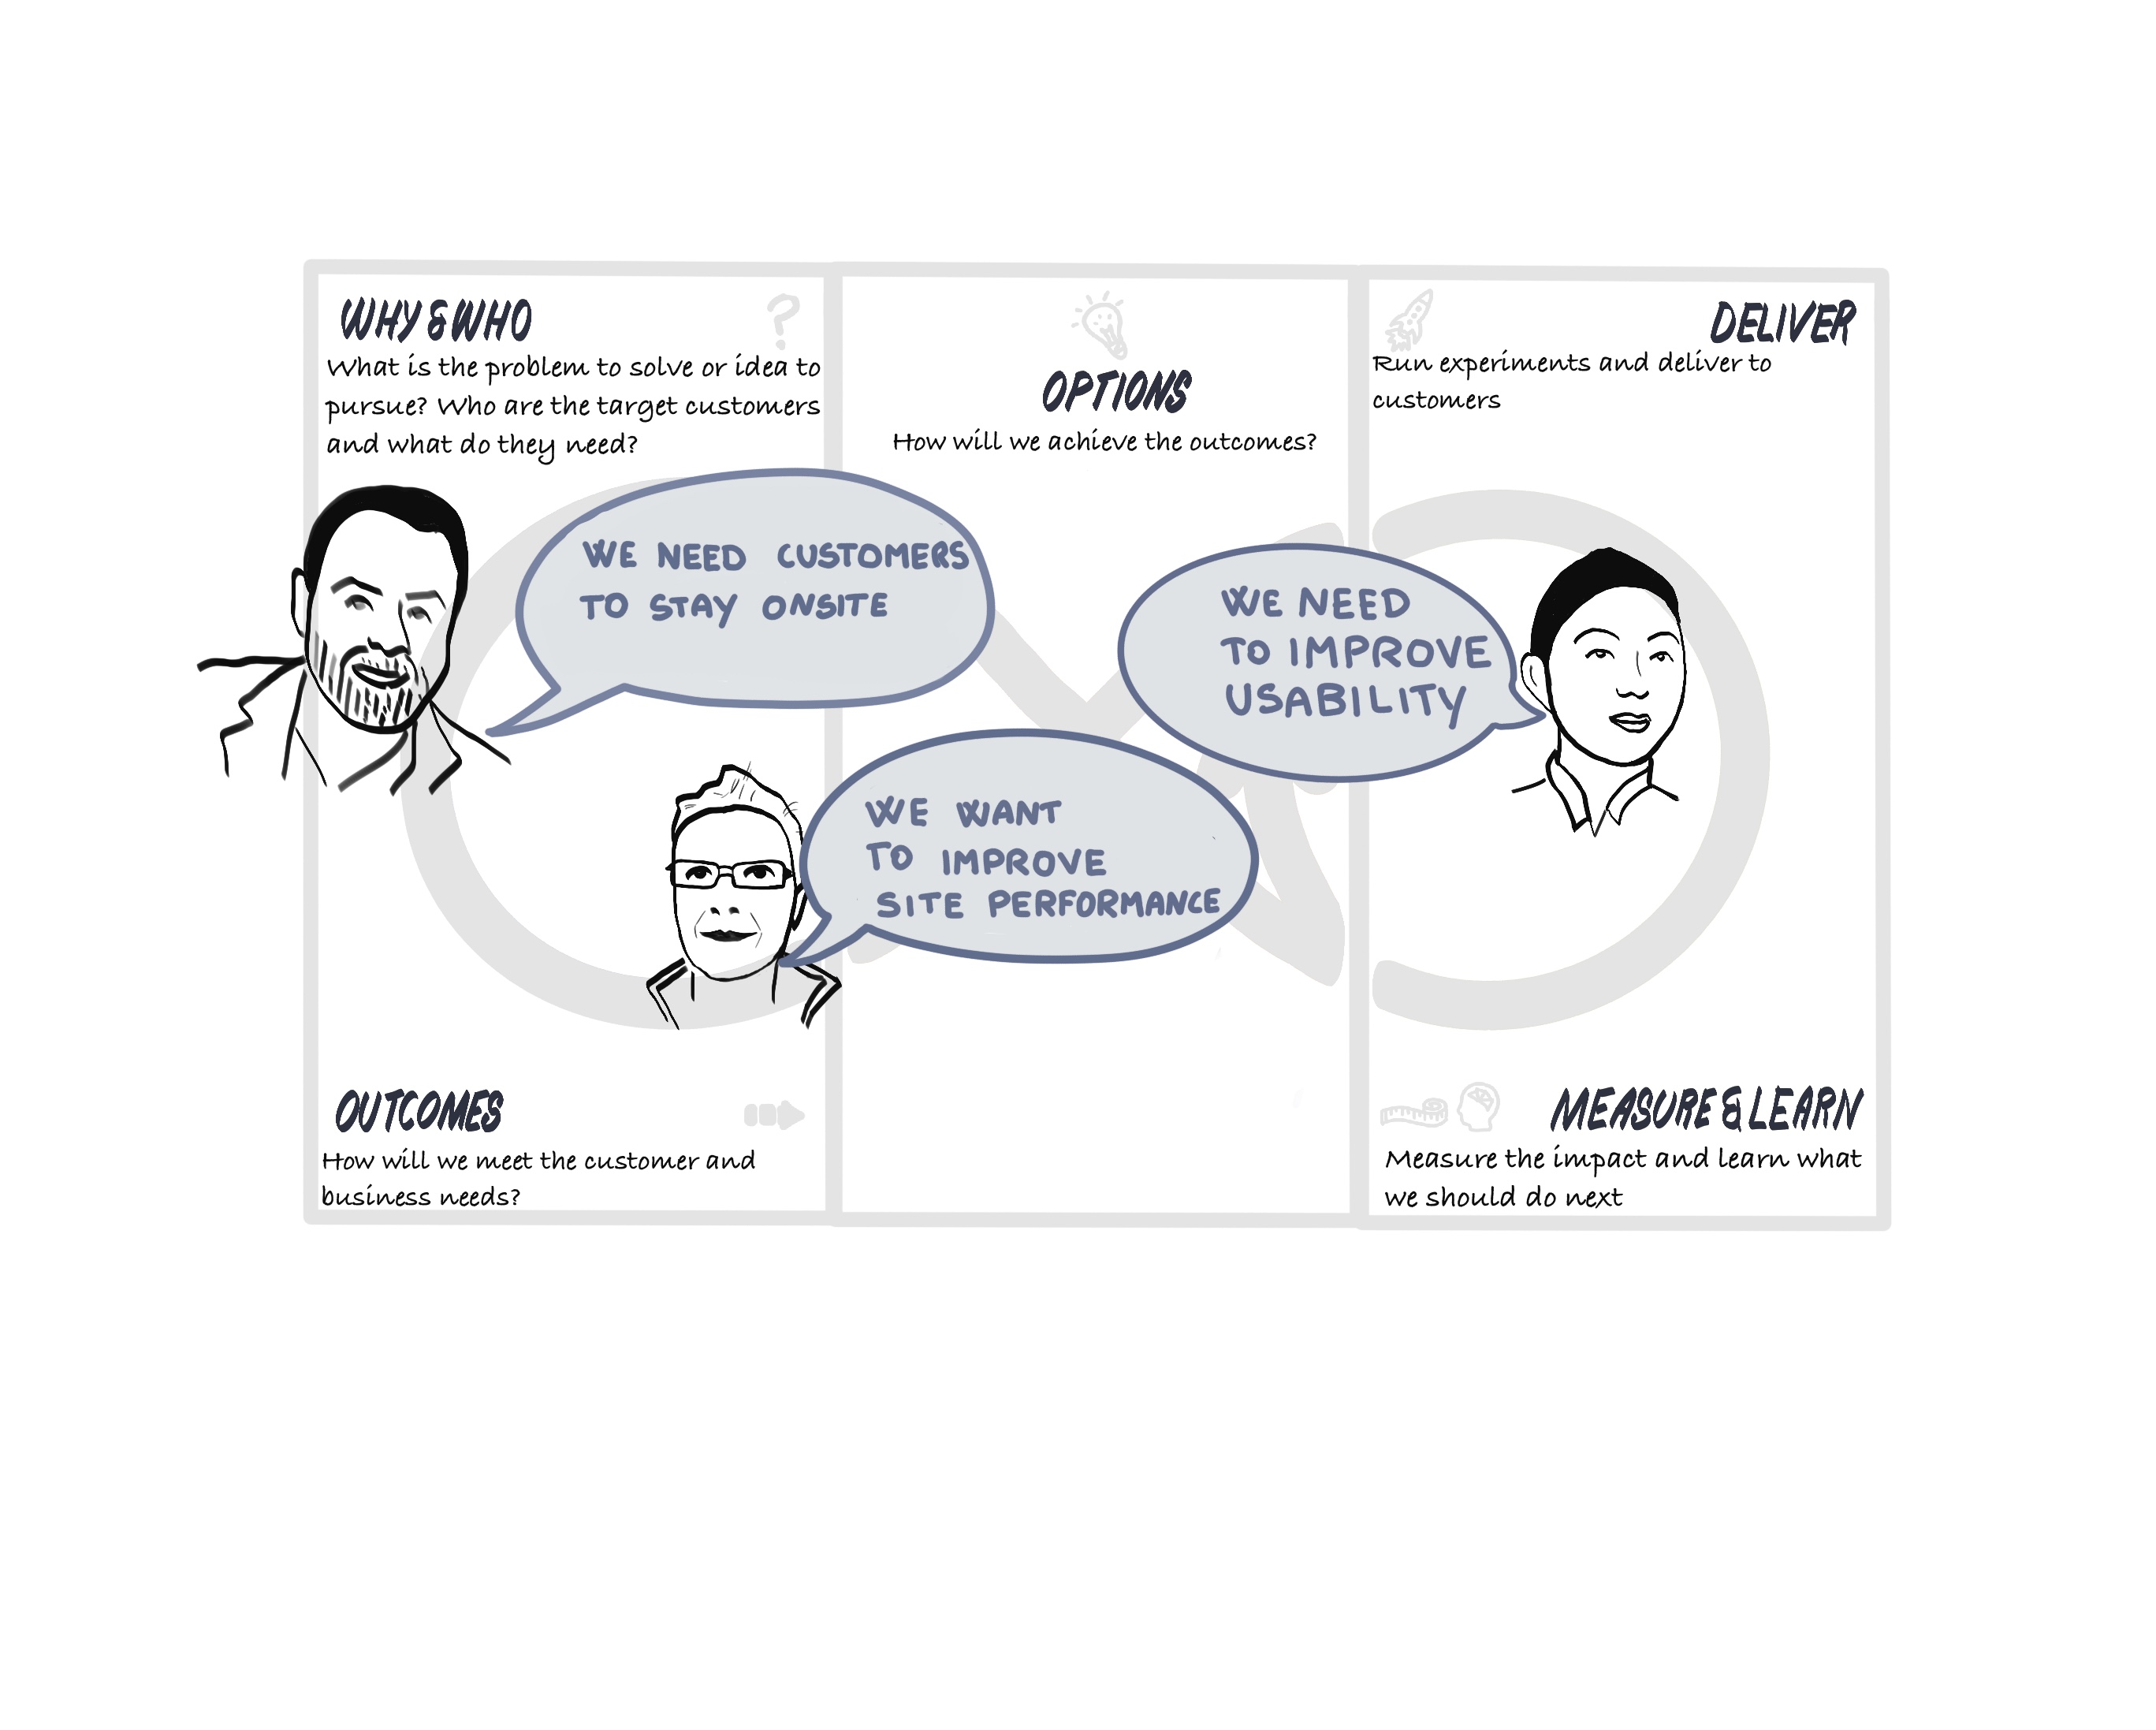 WHY & WHO
What is the problem to solve or idea to
pursue? Who are the target customers
and what do they need?
OPTIONS
How will we achieve the outcomes?
DELIVER
Run experiments and deliver to
customers
WE NEED CUSTOMERS
TO STAY ONSITE
WE NEED
TO IMPROVE
USABILITY
WE WANT
TO IMPROVE
SITE PERFORMANCE
OUTCOMES
How will we meet the customer and
business needs?
MEASURE & LEARN
Measure the impact and learn what
we should do next